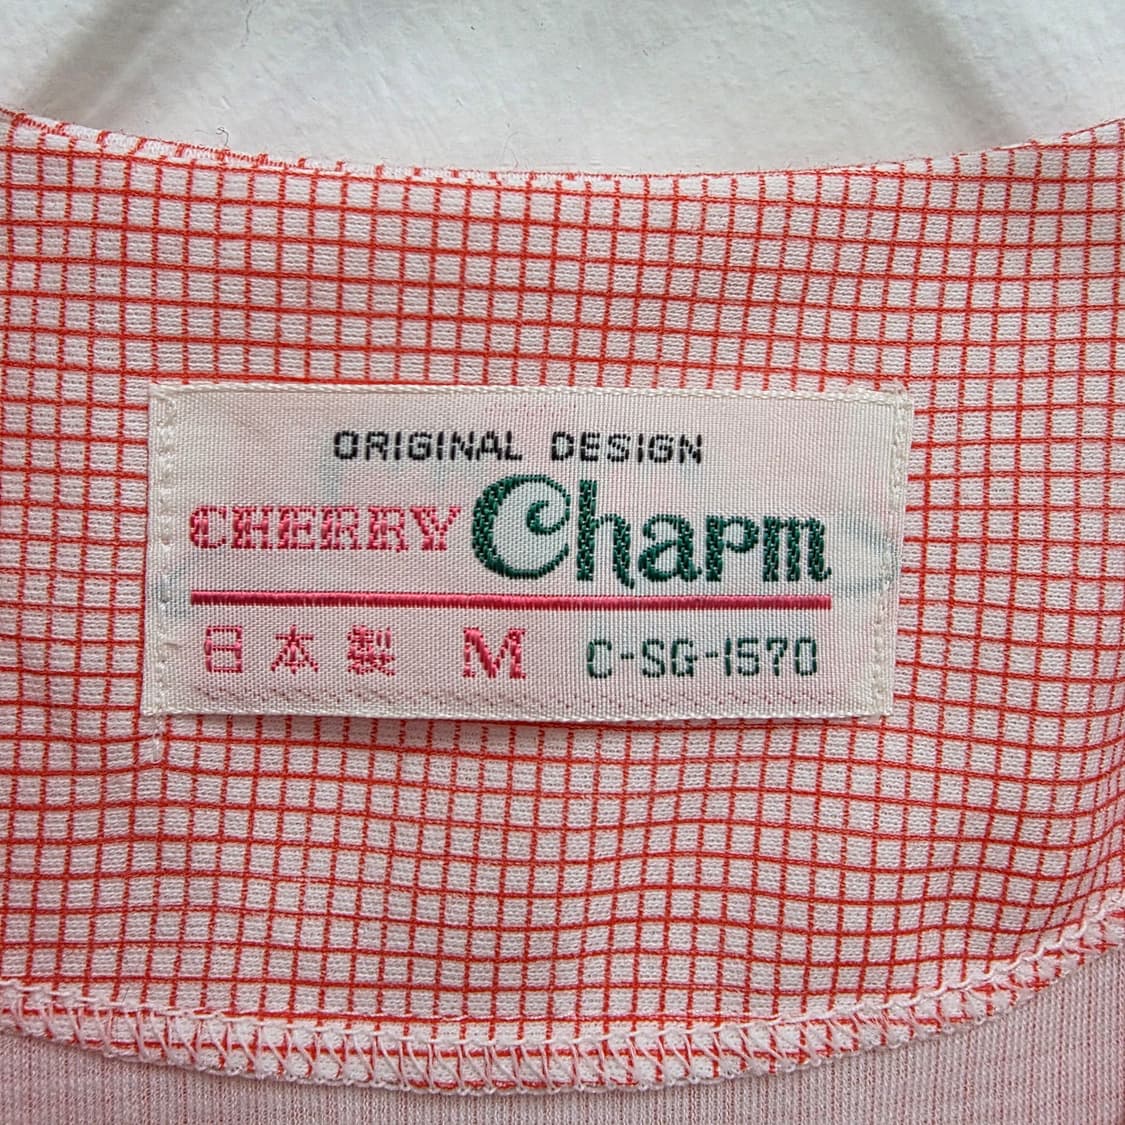 ORIGINAL DESIGN
CHERRY Charm
日本製 M C-SG-1570